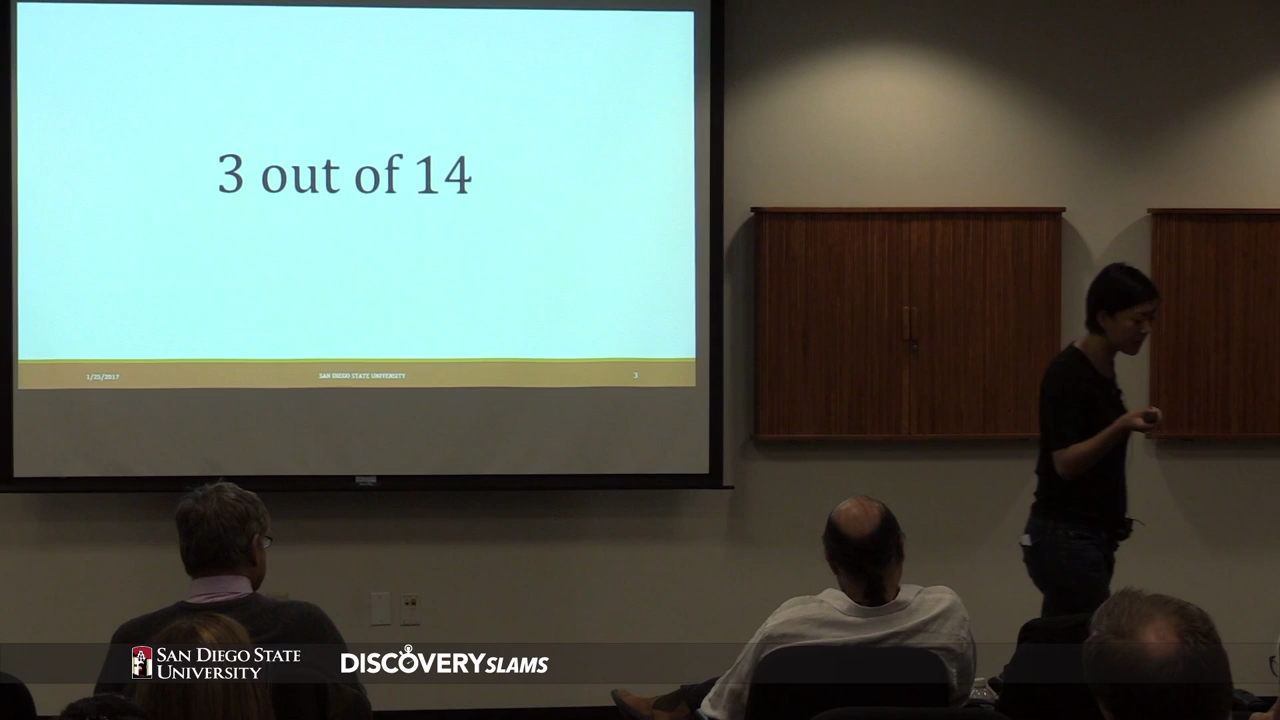 3 out of 14
1/25/2017 SAN DIEGO STATE UNIVERSITY 3
SAN DIEGO STATE
UNIVERSITY
DISCOVERY SLAMS